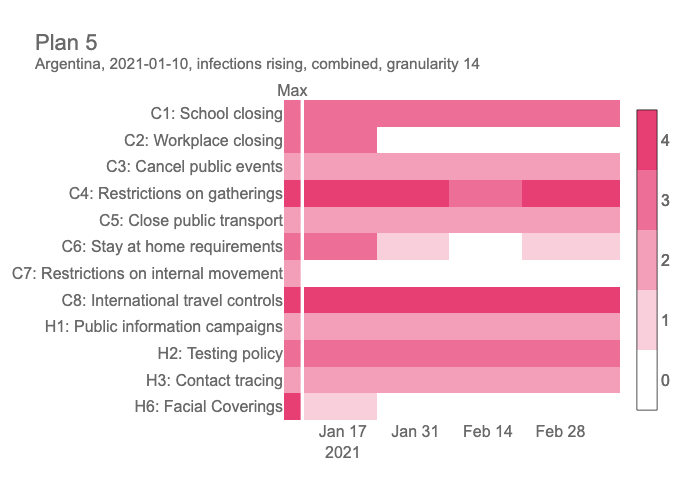 Plan 5
Argentina, 2021-01-10, infections rising, combined, granularity 14
Max
C1: School closing
C2: Workplace closing
C3: Cancel public events
C4: Restrictions on gatherings
C5: Close public transport
C6: Stay at home requirements
C7: Restrictions on internal movement
C8: International travel controls
H1: Public information campaigns
H2: Testing policy
H3: Contact tracing
H6: Facial Coverings
Jan 17 Jan 31 Feb 14 Feb 28
2021
4
3
2
1
0